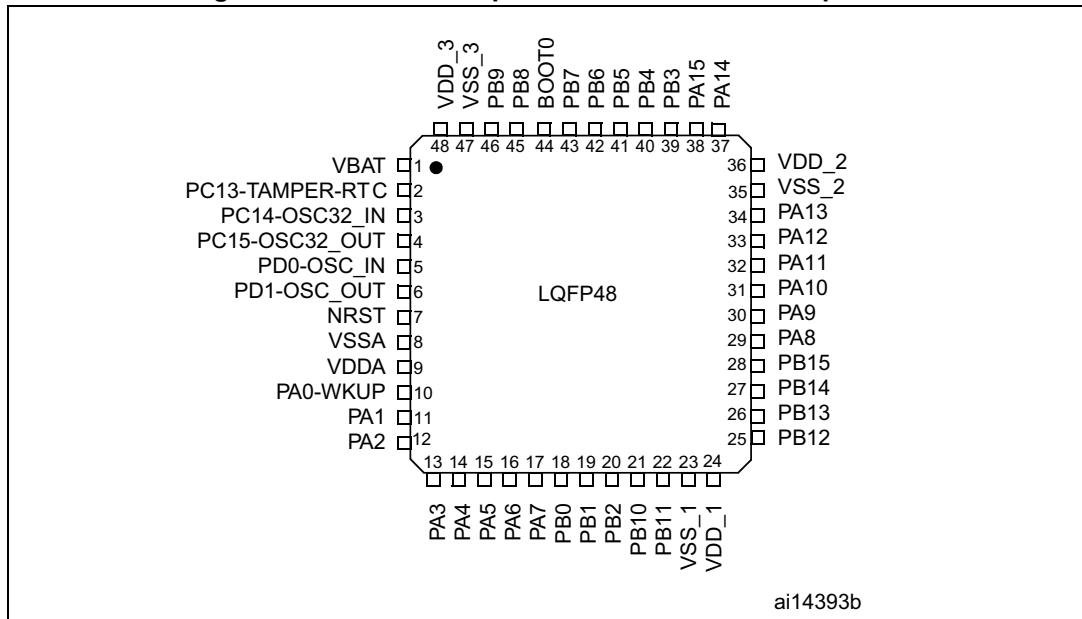 VDD_3
VSS_3
PB9
PB8
BOOT0
PB7
PB6
PB5
PB4
PB3
PA15
PA14
48 47 46 45 44 43 42 41 40 39 38 37
VBAT 1
PC13-TAMPER-RTC 2
PC14-OSC32_IN 3
PC15-OSC32_OUT 4
PD0-OSC_IN 5
PD1-OSC_OUT 6
NRST 7
VSSA 8
VDDA 9
PA0-WKUP 10
PA1 11
PA2 12
LQFP48
36 VDD_2
35 VSS_2
34 PA13
33 PA12
32 PA11
31 PA10
30 PA9
29 PA8
28 PB15
27 PB14
26 PB13
25 PB12
13 14 15 16 17 18 19 20 21 22 23 24
PA3
PA4
PA5
PA6
PA7
PB0
PB1
PB2
PB10
PB11
VSS_1
VDD_1
ai14393b